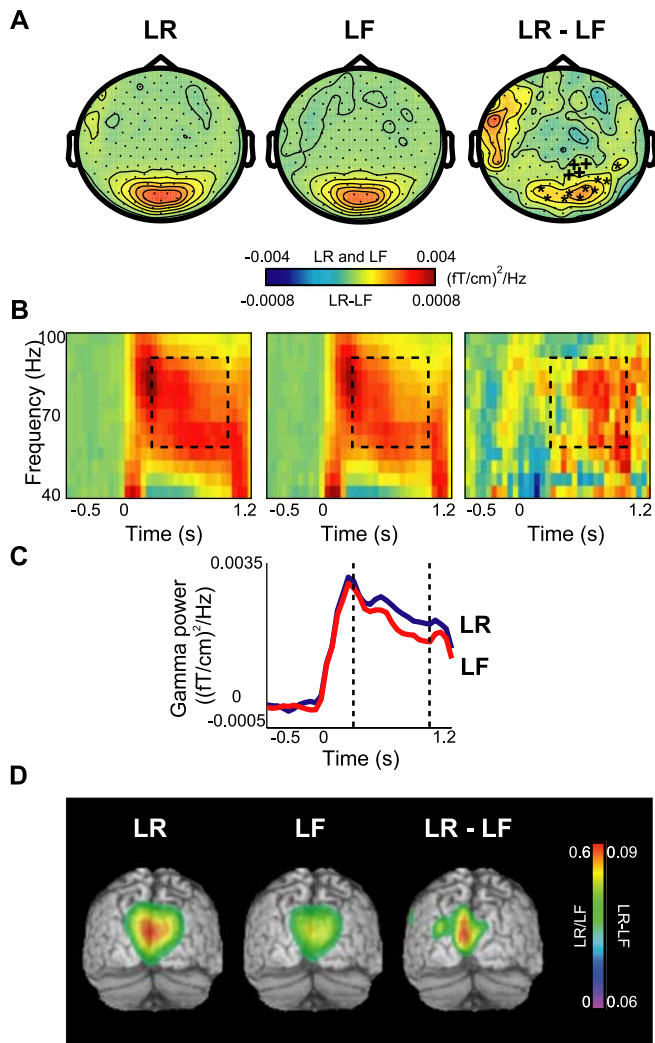 A
LR LF LR - LF
-0.004 LR and LF 0.004
(fT/cm)²/Hz
-0.0008 LR-LF 0.0008
B
Frequency (Hz)
100
70
40
-0.5 0 1.2 -0.5 0 1.2 -0.5 0 1.2
Time (s) Time (s) Time (s)
C
Gamma power
((fT/cm)²/Hz)
0.0035
0
-0.0005
LR
LF
-0.5 0 1.2
Time (s)
D
LR LF LR - LF
0.6 0.09
LR/LF LR-LF
0 0.06